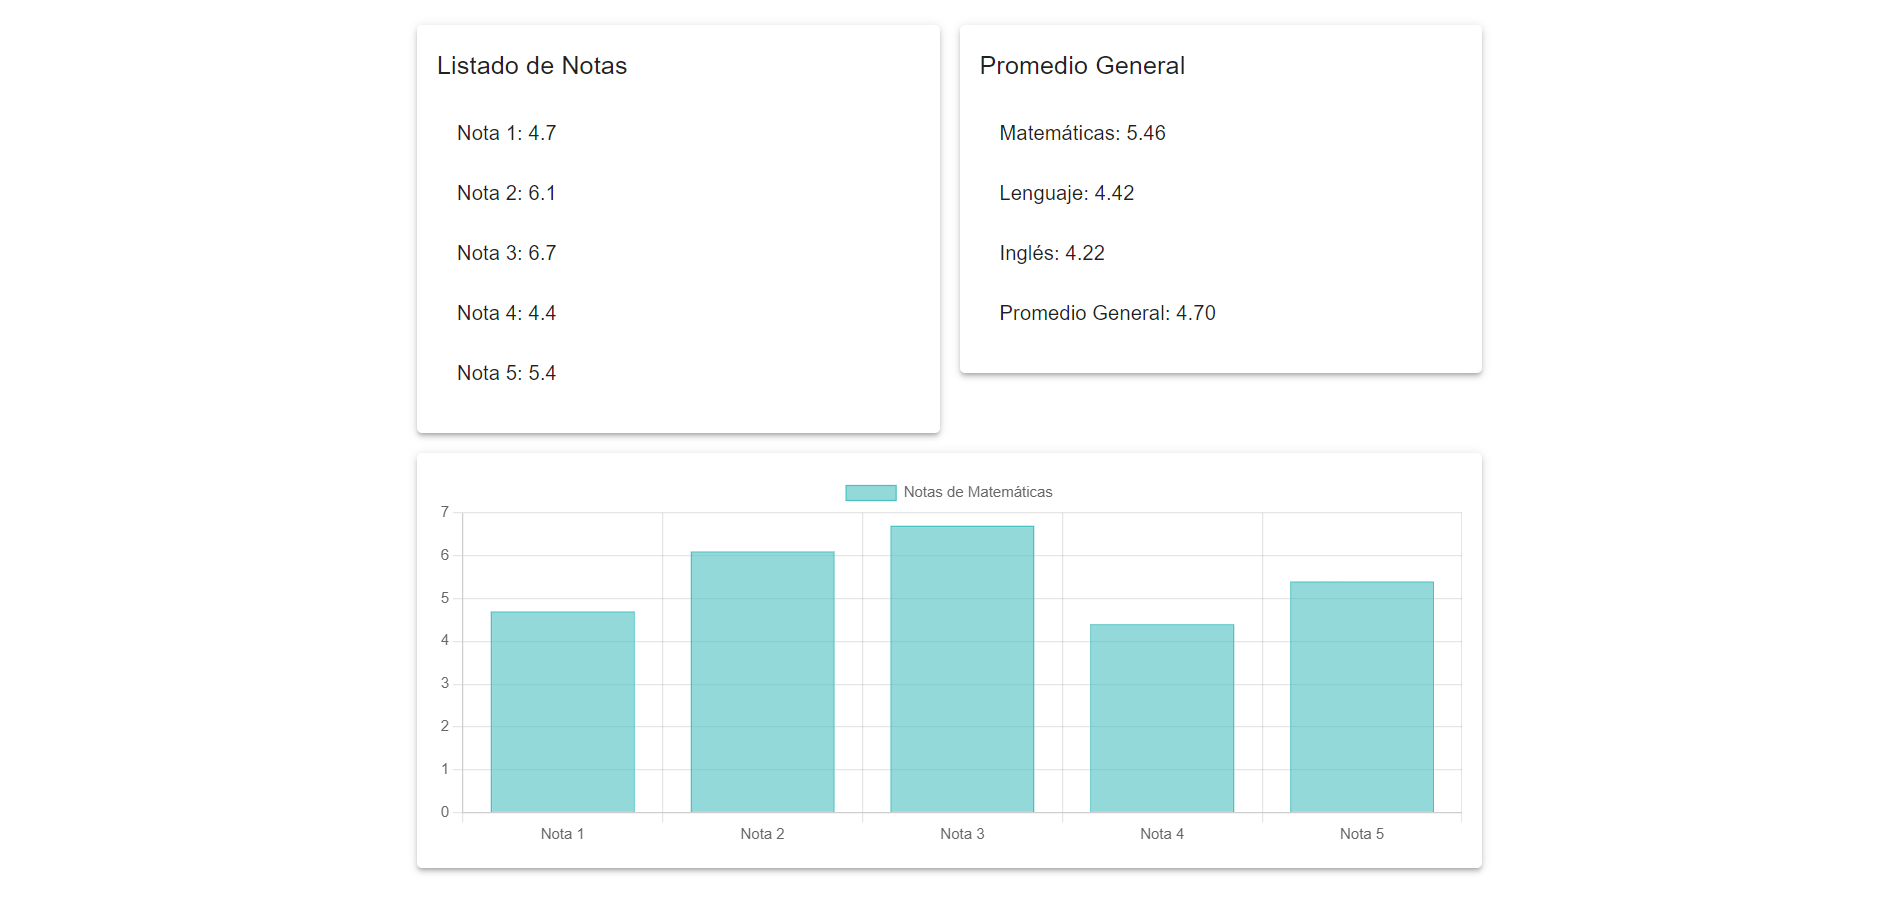 Listado de Notas
Nota 1: 4.7
Nota 2: 6.1
Nota 3: 6.7
Nota 4: 4.4
Nota 5: 5.4
Promedio General
Matemáticas: 5.46
Lenguaje: 4.42
Inglés: 4.22
Promedio General: 4.70
Notas de Matemáticas
7
6
5
4
3
2
1
0
Nota 1 Nota 2 Nota 3 Nota 4 Nota 5